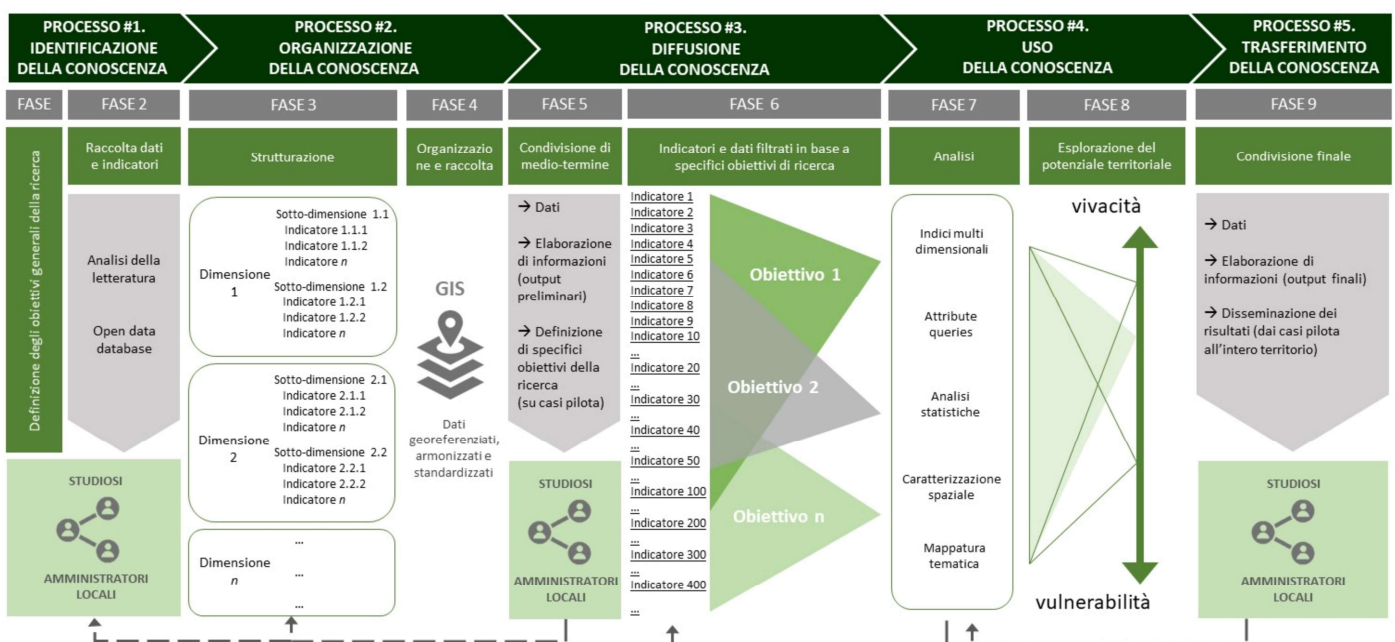 PROCESSO #1.
IDENTIFICAZIONE
DELLA CONOSCENZA
PROCESSO #2.
ORGANIZZAZIONE
DELLA CONOSCENZA
PROCESSO #3.
DIFFUSIONE
DELLA CONOSCENZA
PROCESSO #4.
USO
DELLA CONOSCENZA
PROCESSO #5.
TRASFERIMENTO
DELLA CONOSCENZA
FASE
FASE 2
FASE 3
FASE 4
FASE 5
FASE 6
FASE 7
FASE 8
FASE 9
Definizione degli obiettivi generali della ricerca
Raccolta dati
e indicatori
Strutturazione
Organizzazio
ne e raccolta
Condivisione di
medio-termine
Indicatori e dati filtrati in base a
specifici obiettivi di ricerca
Analisi
Esplorazione del
potenziale territoriale
Condivisione finale
Analisi della
letteratura
Open data
database
STUDIOSI
AMMINISTRATORI
LOCALI
Dimensione
1
Sotto-dimensione 1.1
Indicatore 1.1.1
Indicatore 1.1.2
Indicatore n
Sotto-dimensione 1.2
Indicatore 1.2.1
Indicatore 1.2.2
Indicatore n
Dimensione
2
Sotto-dimensione 2.1
Indicatore 2.1.1
Indicatore 2.1.2
Indicatore n
Sotto-dimensione 2.2
Indicatore 2.2.1
Indicatore 2.2.2
Indicatore n
Dimensione
n
...
...
...
GIS
Dati
georeferenziati,
armonizzati e
standardizzati
→ Dati
→ Elaborazione
di informazioni
(output
preliminari)
→ Definizione
di specifici
obiettivi della
ricerca
(su casi pilota)
STUDIOSI
AMMINISTRATORI
LOCALI
Indicatore 1
Indicatore 2
Indicatore 3
Indicatore 4
Indicatore 5
Indicatore 6
Indicatore 7
Indicatore 8
Indicatore 9
Indicatore 10
...
Indicatore 20
...
Indicatore 30
...
Indicatore 40
...
Indicatore 50
...
Indicatore 100
...
Indicatore 200
...
Indicatore 300
...
Indicatore 400
...
Obiettivo 1
Obiettivo 2
Obiettivo n
Indici multi
dimensionali
Attribute
queries
Analisi
statistiche
Caratterizzazione
spaziale
Mappatura
tematica
vivacità
vulnerabilità
→ Dati
→ Elaborazione di
informazioni (output finali)
→ Disseminazione dei
risultati (dai casi pilota
all'intero territorio)
STUDIOSI
AMMINISTRATORI
LOCALI